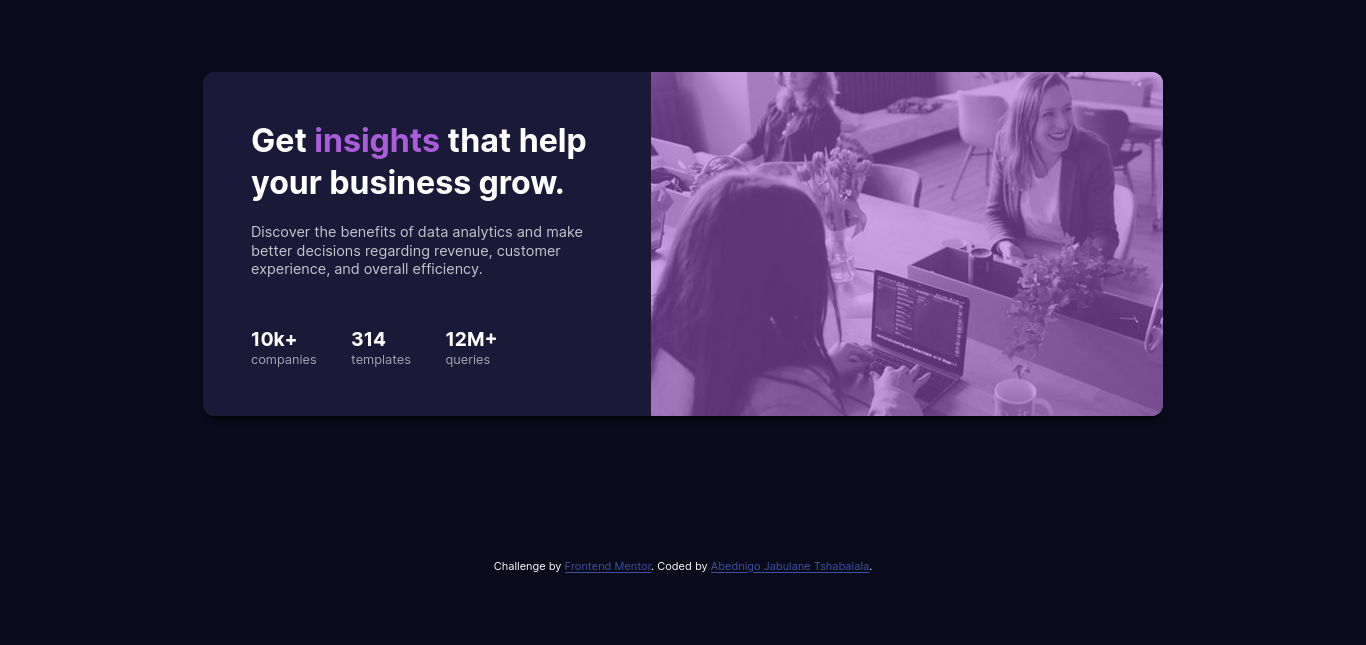 Get insights that help
your business grow.
Discover the benefits of data analytics and make
better decisions regarding revenue, customer
experience, and overall efficiency.
10k+ 314 12M+
companies templates queries
Challenge by Frontend Mentor. Coded by Abednigo Jabulane Tshabalala.